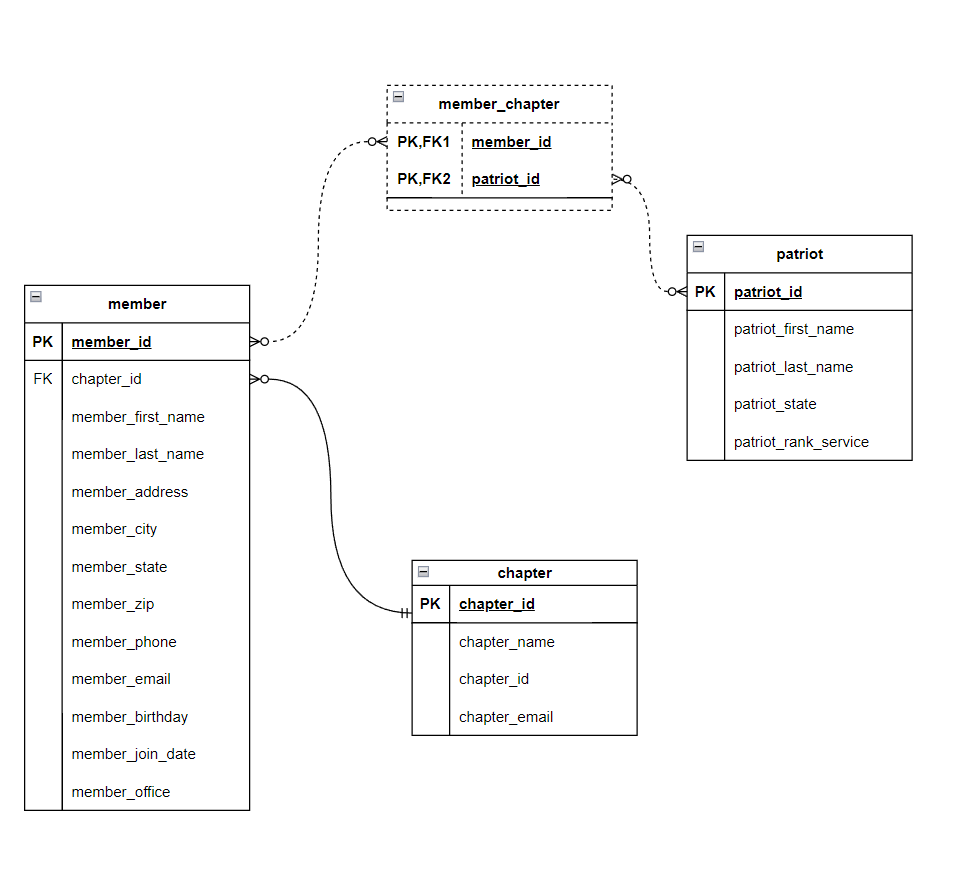 member_chapter
PK,FK1 member_id
PK,FK2 patriot_id
patriot
PK patriot_id
patriot_first_name
patriot_last_name
patriot_state
patriot_rank_service
member
PK member_id
FK chapter_id
member_first_name
member_last_name
member_address
member_city
member_state
member_zip
member_phone
member_email
member_birthday
member_join_date
member_office
chapter
PK chapter_id
chapter_name
chapter_id
chapter_email